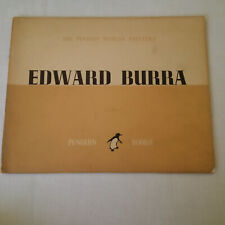 THE PENGUIN MODERN PAINTERS
EDWARD BURRA
PENGUIN BOOKS